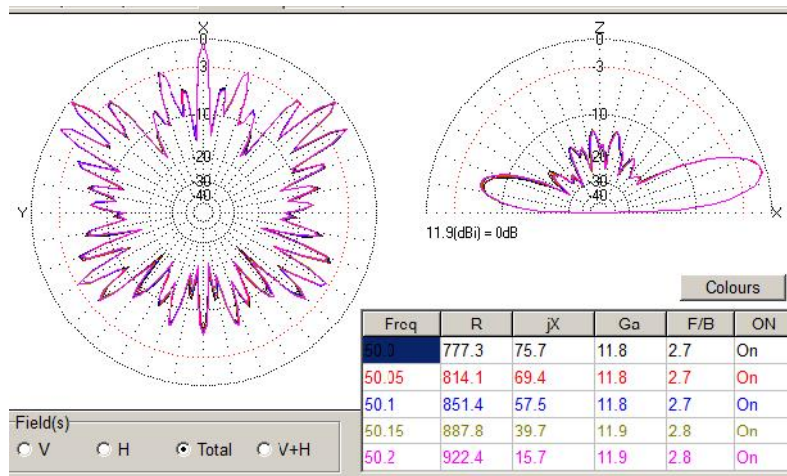 X
0
-3
-10
-20
-30
-40
Y
Z
0
-3
-10
-20
-30
-40
X
11.9(dBi) = 0dB
Colours
Freq R jX Ga F/B ON
50.0 777.3 75.7 11.8 2.7 On
50.05 814.1 69.4 11.8 2.7 On
50.1 851.4 57.5 11.8 2.7 On
50.15 887.8 39.7 11.9 2.8 On
50.2 922.4 15.7 11.9 2.8 On
Field(s)
V H Total V+H